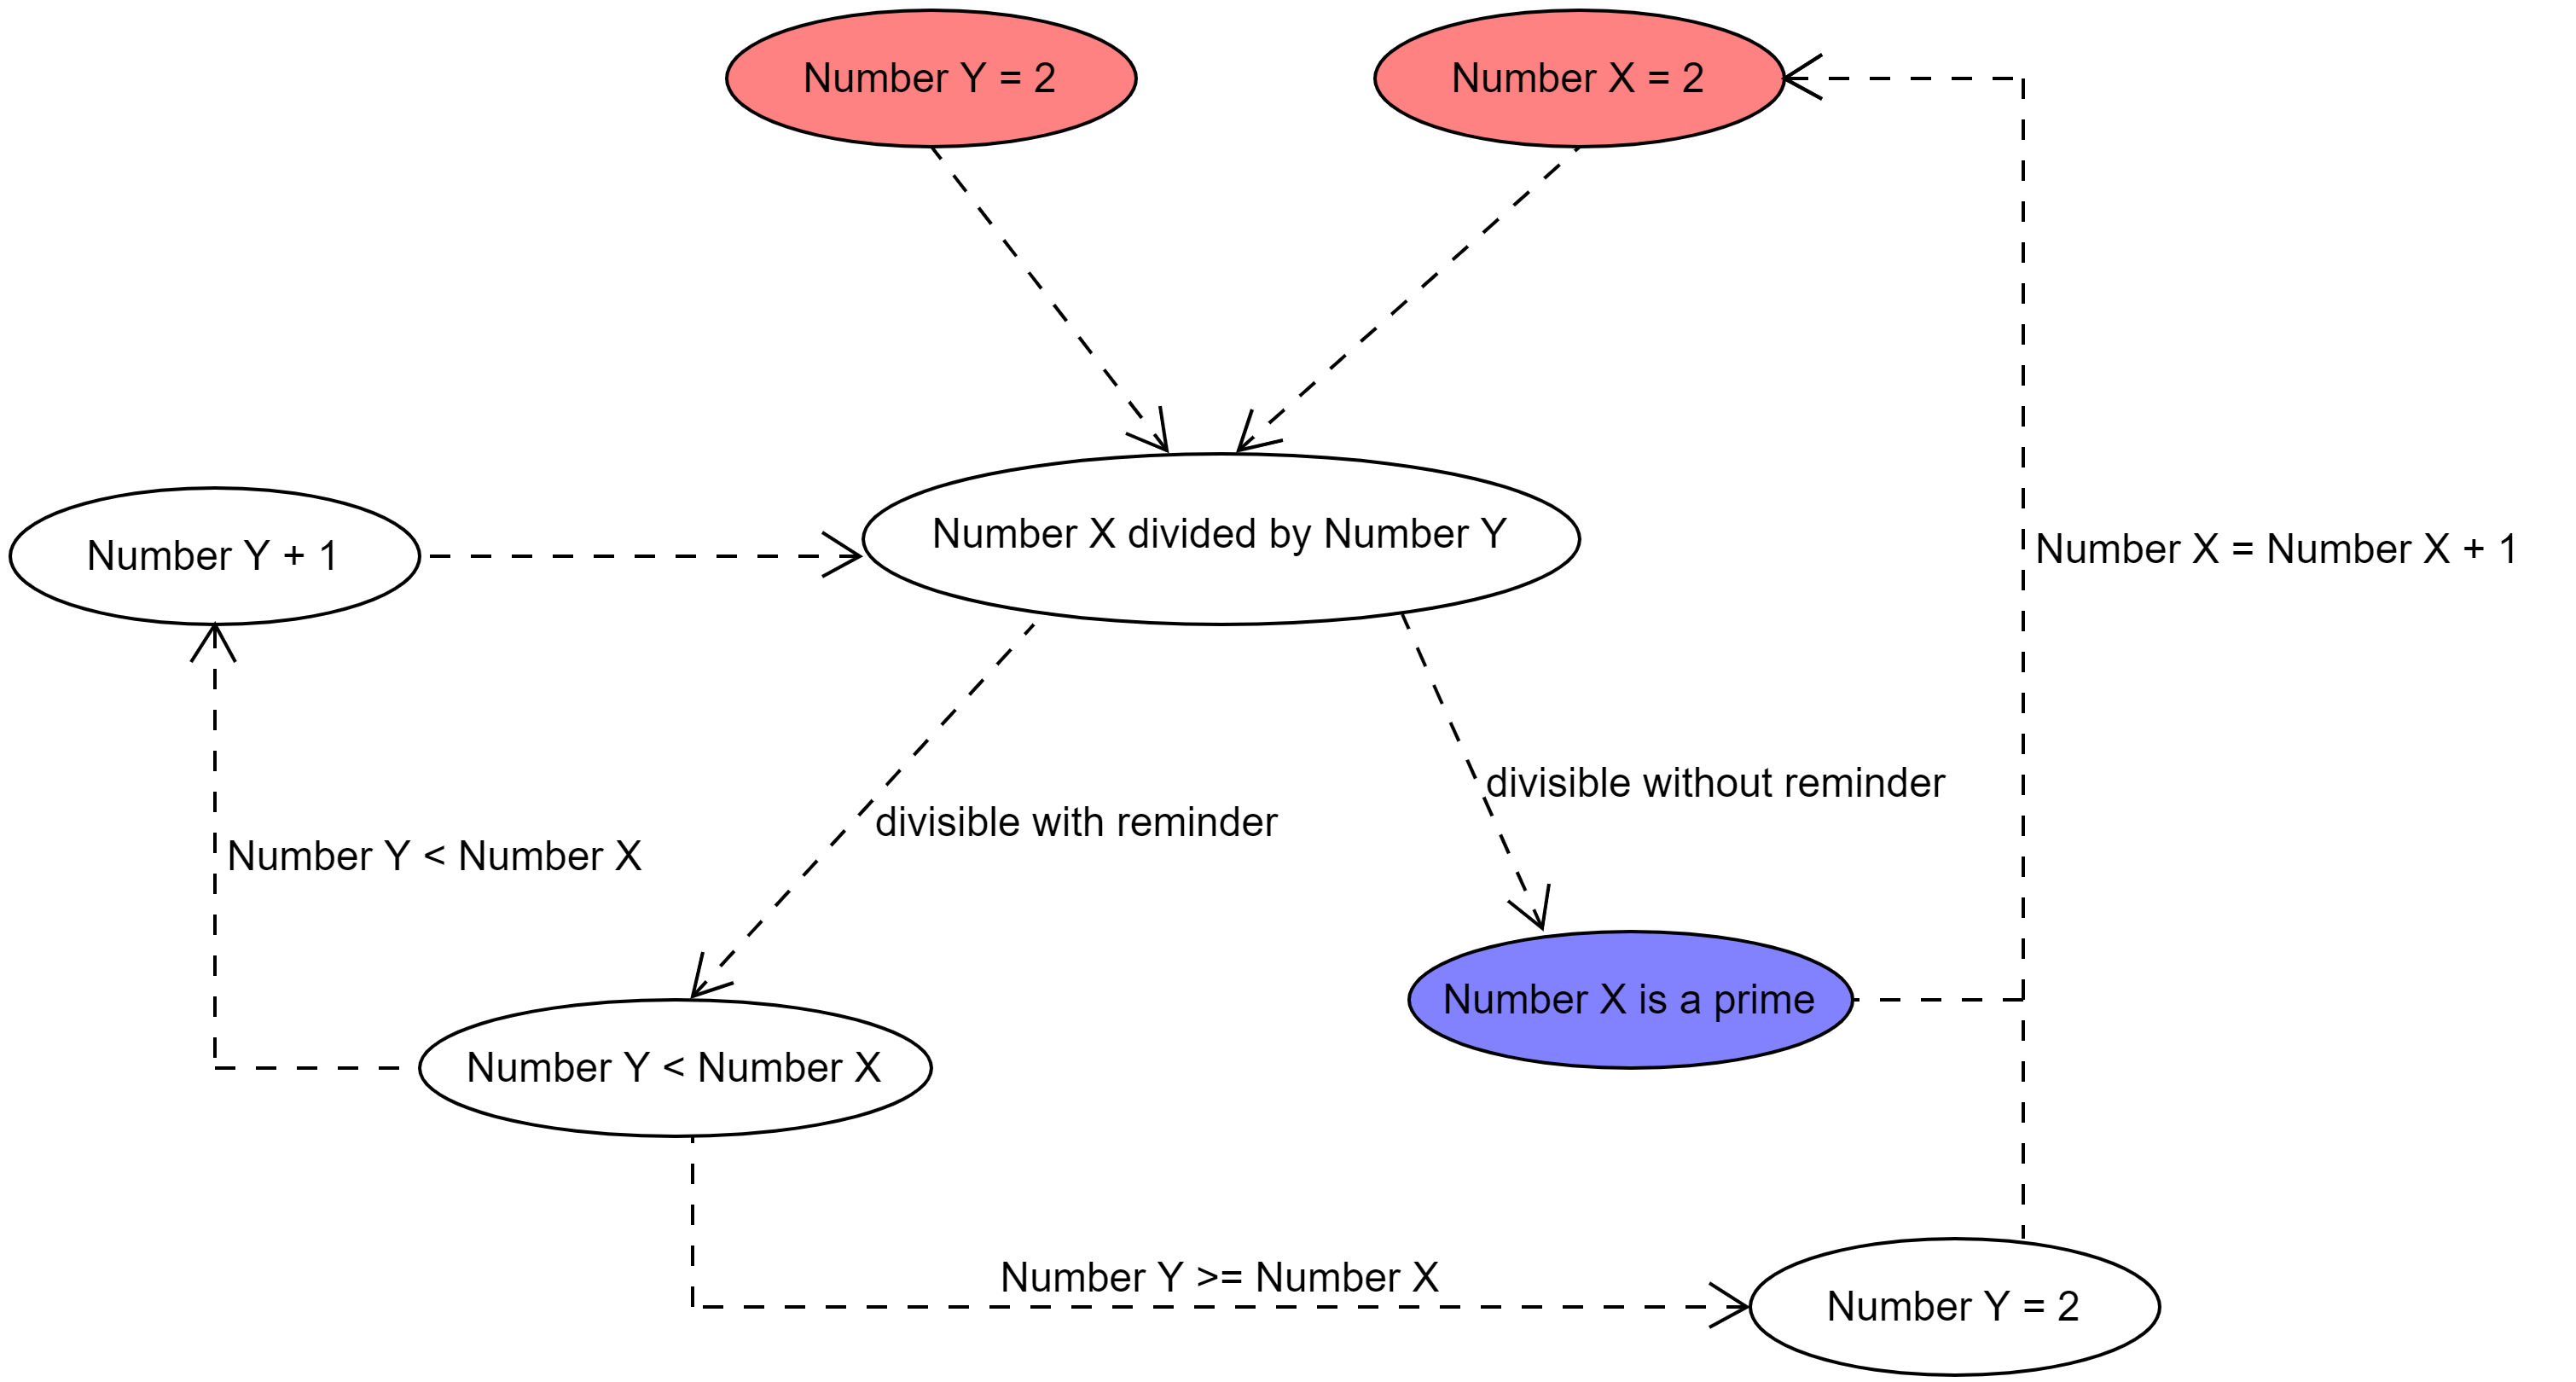 Number Y = 2
Number X = 2
Number X divided by Number Y
Number Y + 1
Number X = Number X + 1
divisible without reminder
divisible with reminder
Number Y < Number X
Number X is a prime
Number Y < Number X
Number Y >= Number X
Number Y = 2